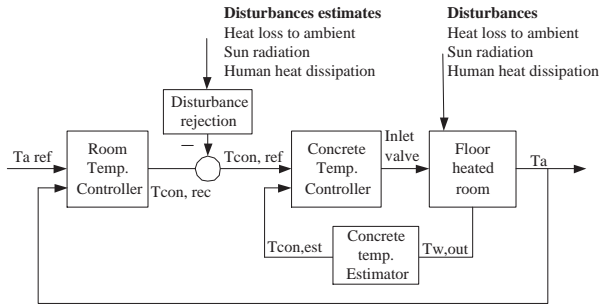 Disturbances estimates
Heat loss to ambient
Sun radiation
Human heat dissipation
Disturbances
Heat loss to ambient
Sun radiation
Human heat dissipation
Disturbance
rejection
Ta ref
Room
Temp.
Controller
Tcon, rec
−
Tcon, ref
Concrete
Temp.
Controller
Inlet
valve
Floor
heated
room
Ta
Tcon,est
Concrete
temp.
Estimator
Tw,out